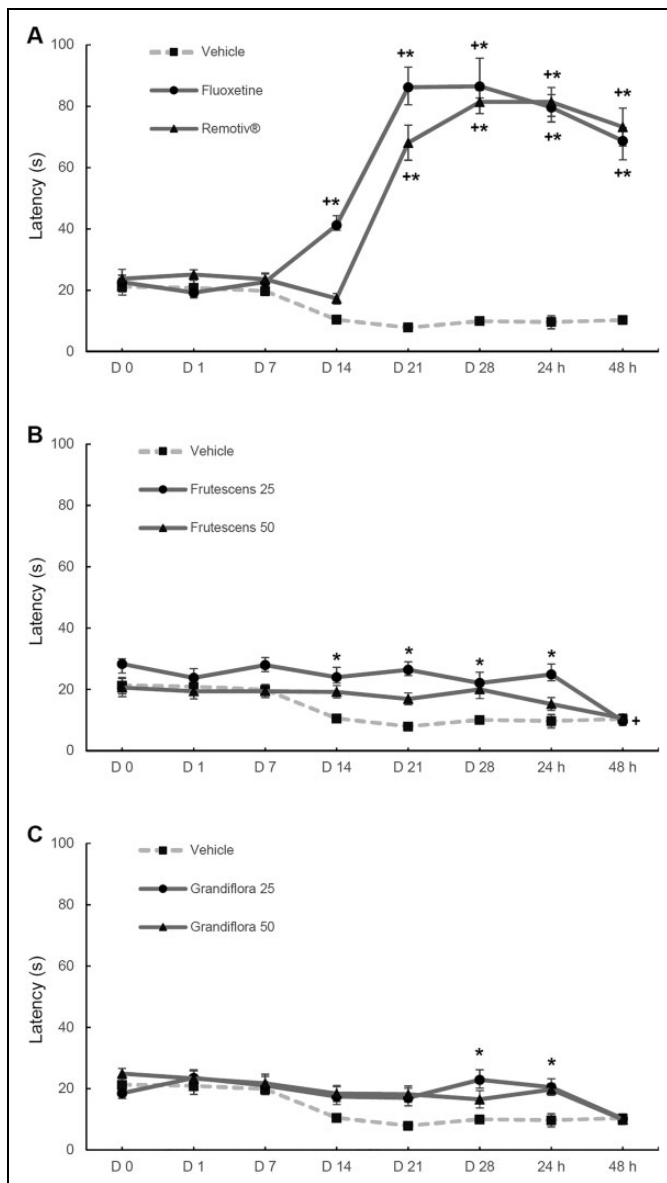 A
100
Vehicle
+* +*
80
Fluoxetine
+*
+*
Remotiv®
+*
60
+*
+*
+*
Latency (s)
40
+*
20
0
D 0 D 1 D 7 D 14 D 21 D 28 24 h 48 h
B
100
Vehicle
80
Frutescens 25
Frutescens 50
60
Latency (s)
40
* * * *
20
+
0
D 0 D 1 D 7 D 14 D 21 D 28 24 h 48 h
C
100
Vehicle
80
Grandiflora 25
Grandiflora 50
60
Latency (s)
40
* *
20
0
D 0 D 1 D 7 D 14 D 21 D 28 24 h 48 h